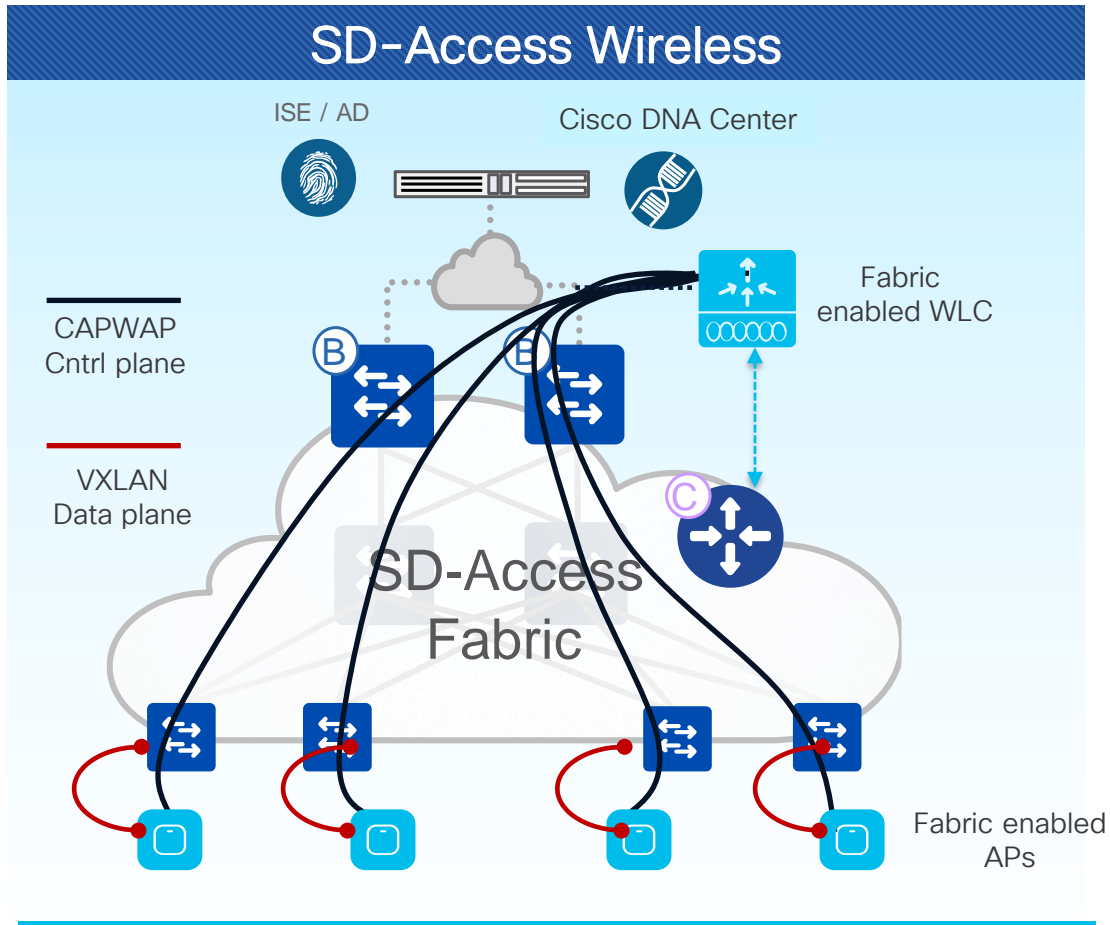 SD-Access Wireless
ISE / AD
Cisco DNA Center
Fabric
enabled WLC
CAPWAP
Cntrl plane
B
B
VXLAN
Data plane
C
SD-Access
Fabric
Fabric enabled
APs